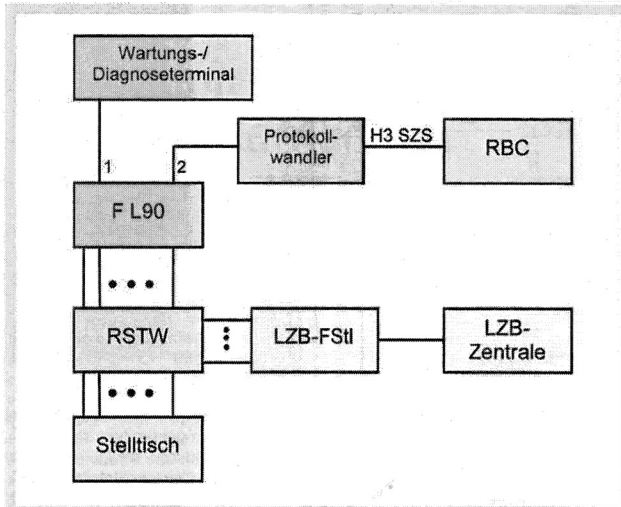 Wartungs-/
Diagnoseterminal
Protokoll-
wandler
H3 SZS
RBC
1
2
F L90
RSTW
LZB-FStl
LZB-
Zentrale
Stelltisch